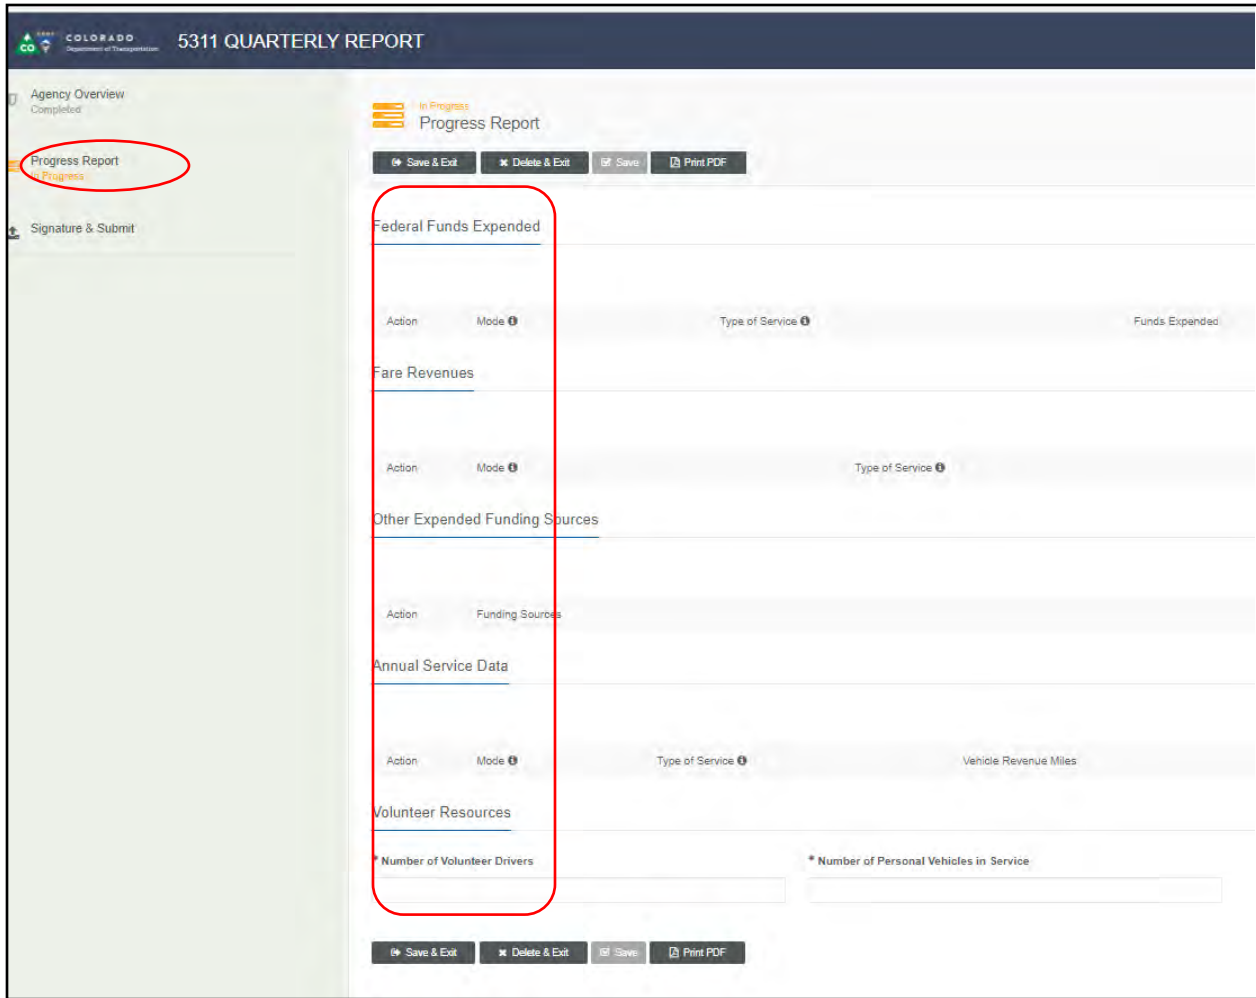 CO
COLORADO
Department of Transportation
5311 QUARTERLY REPORT
Agency Overview
Completed
Progress Report
In Progress
Signature & Submit
In Progress
Progress Report
Save & Exit Delete & Exit Save Print PDF
Federal Funds Expended
Action Mode Type of Service Funds Expended
Fare Revenues
Action Mode Type of Service
Other Expended Funding Sources
Action Funding Sources
Annual Service Data
Action Mode Type of Service Vehicle Revenue Miles
Volunteer Resources
* Number of Volunteer Drivers * Number of Personal Vehicles in Service
Save & Exit Delete & Exit Save Print PDF